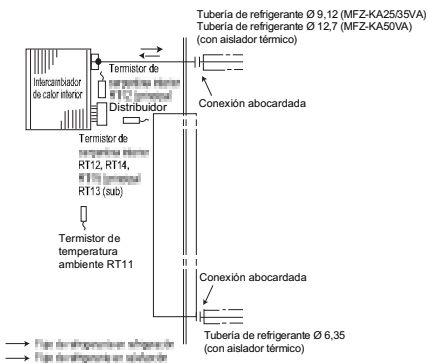 Tubería de refrigerante Ø 9,12 (MFZ-KA25/35VA)
Tubería de refrigerante Ø 12,7 (MFZ-KA50VA)
(con aislador térmico)
Intercambiador
de calor interior
Termistor de
Distribuidor
Conexión abocardada
Termistor de
RT12, RT14,
RT13 (sub)
Termistor de
temperatura
ambiente RT11
Conexión abocardada
Tubería de refrigerante Ø 6,35
(con aislador térmico)